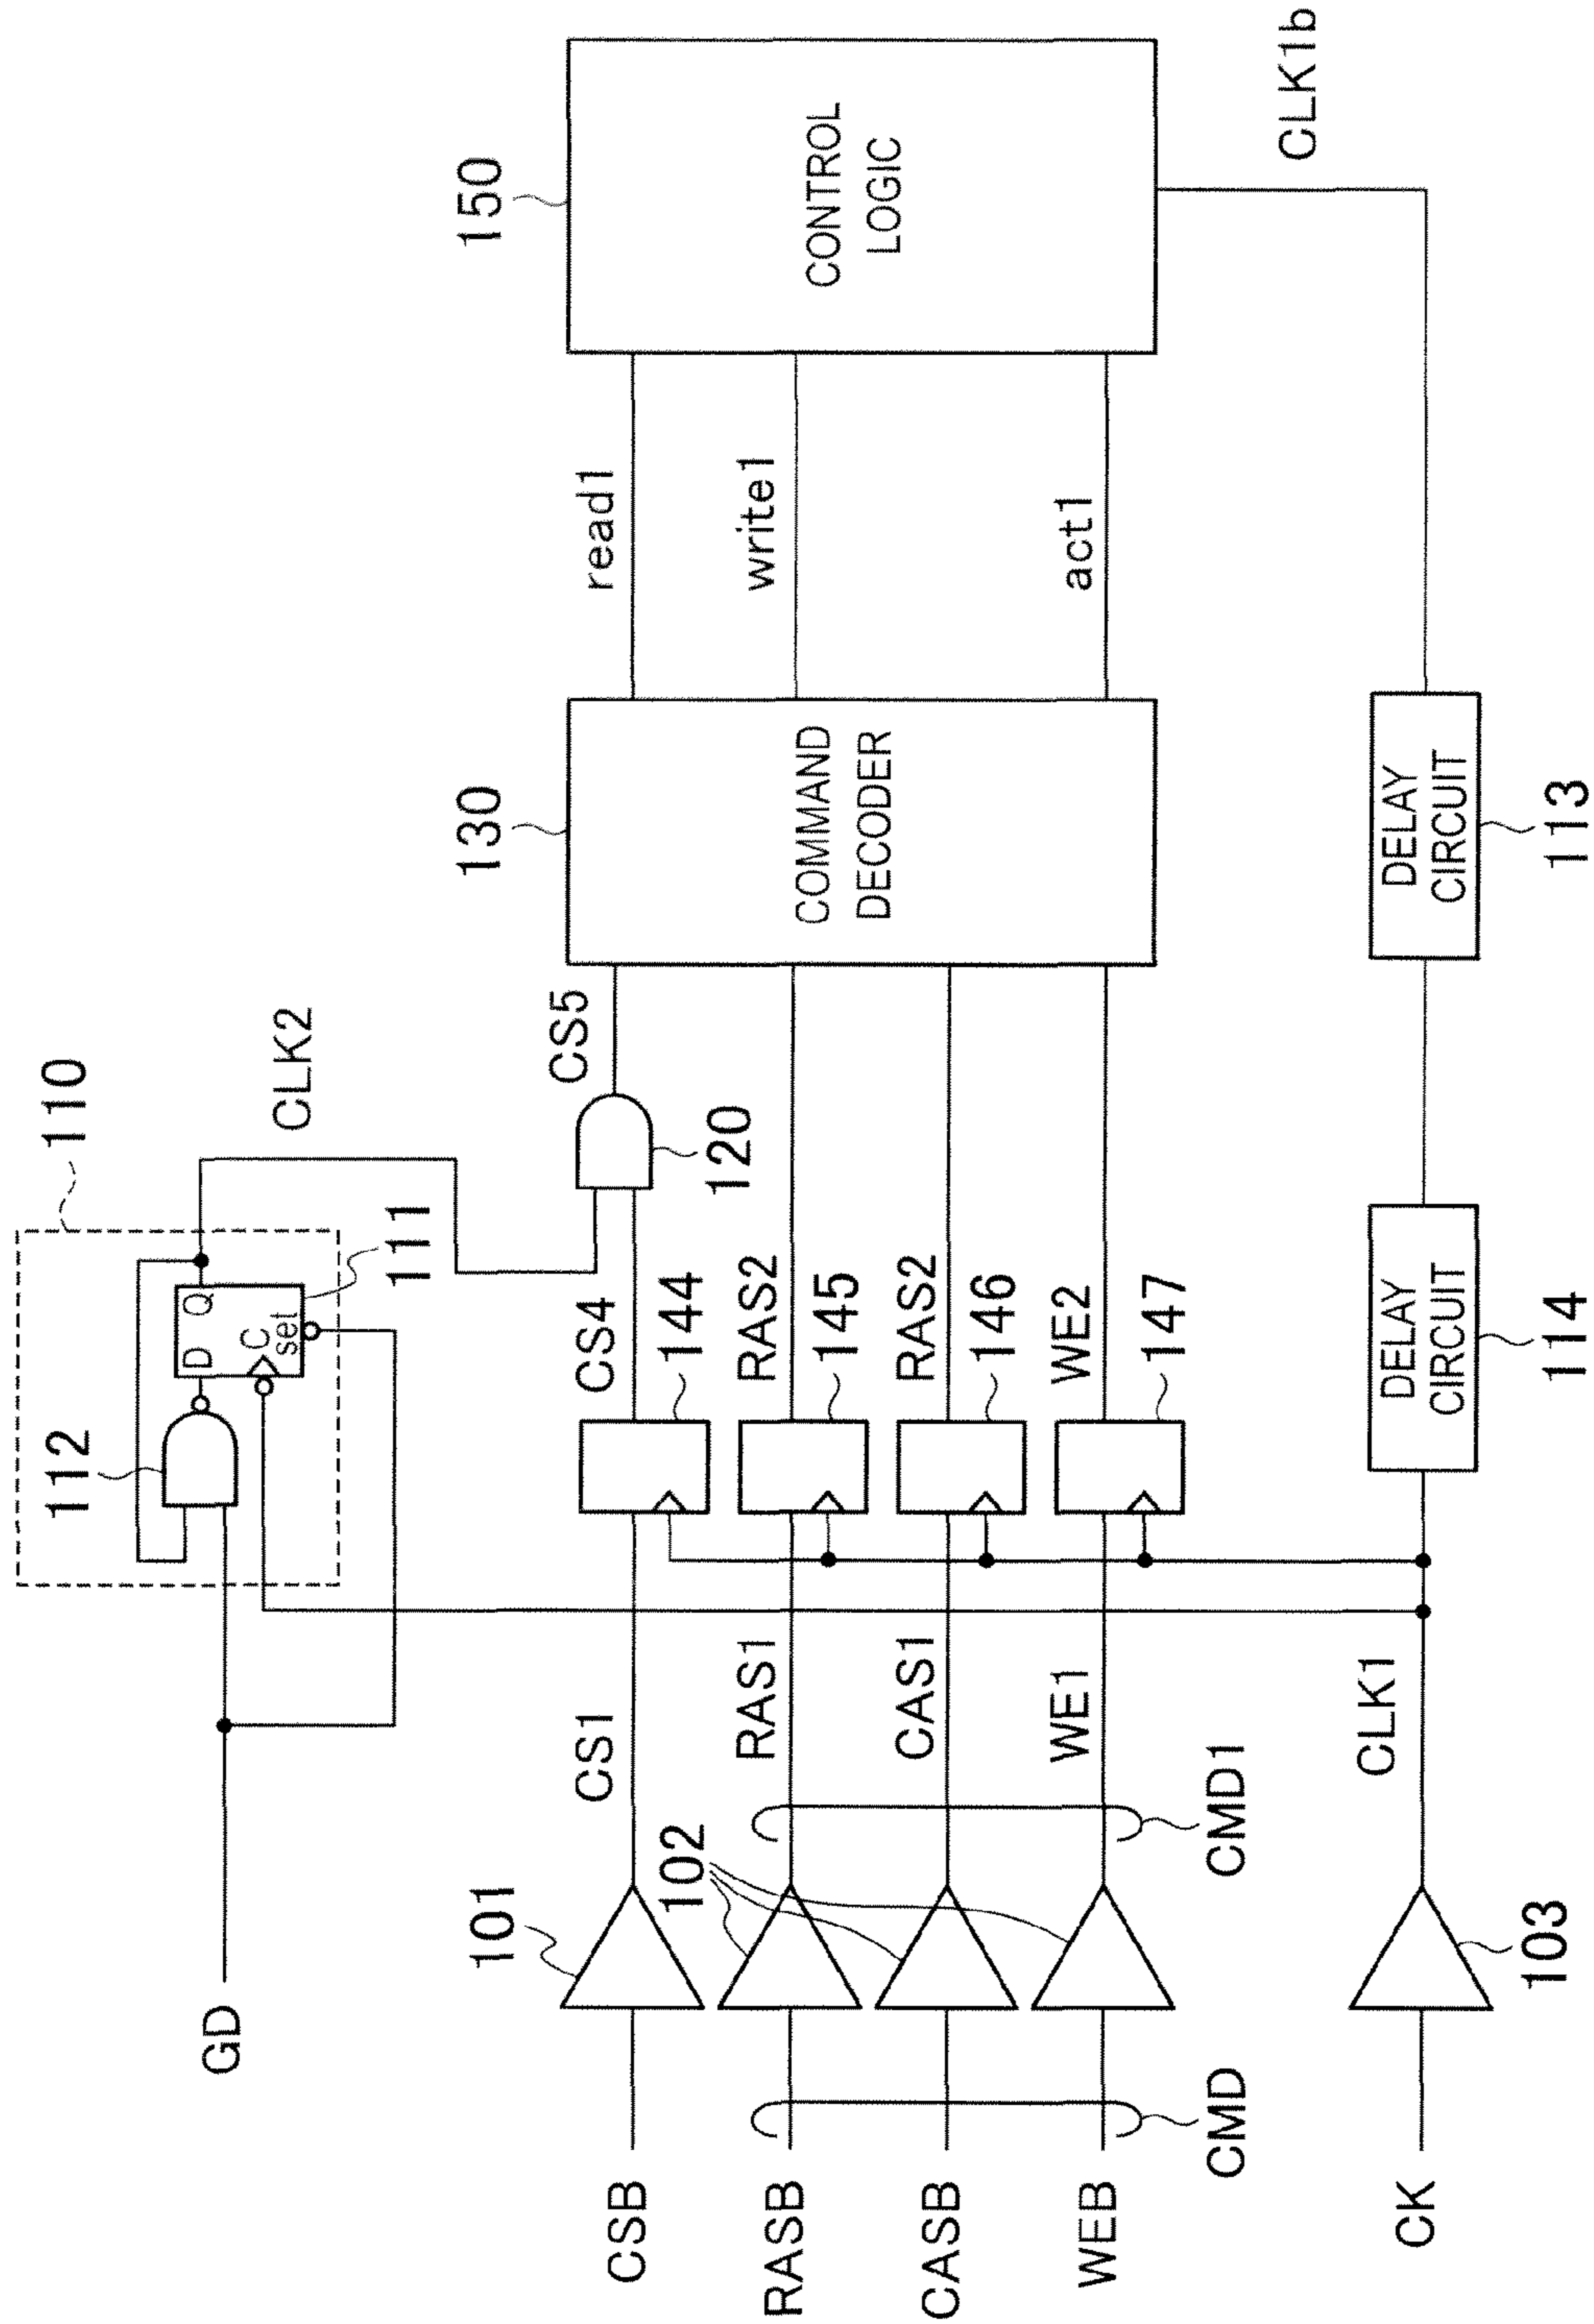 110
112
D
Q
C
set
111
CLK2
GD
101
CSB
CS1
CS4
144
CS5
120
130
COMMAND
DECODER
read1
150
CONTROL
LOGIC
102
RASB
RAS1
RAS2
145
write1
CASB
CAS1
RAS2
146
WEB
WE1
WE2
147
act1
CMD
CMD1
CK
103
CLK1
DELAY
CIRCUIT
114
DELAY
CIRCUIT
113
CLK1b